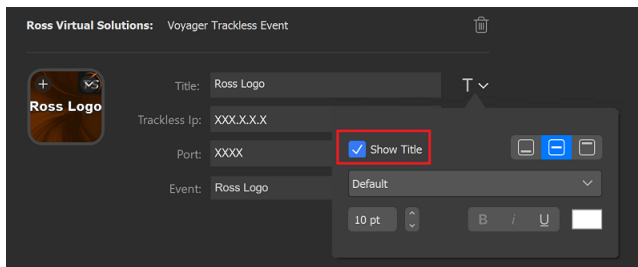 Ross Virtual Solutions: Voyager Trackless Event
Ross Logo
Title: Ross Logo
T
Trackless Ip: XXX.X.X.X
Port: XXXX
Event: Ross Logo
Show Title
Default
10 pt
B i U